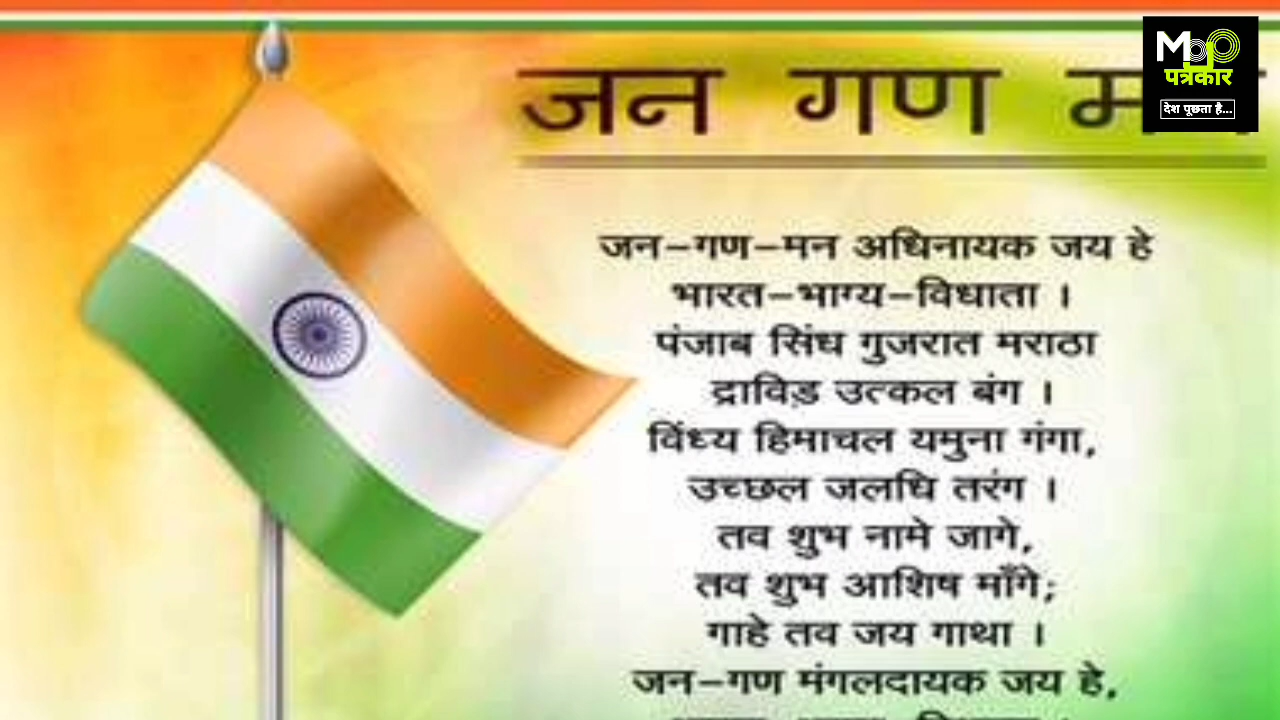 जन गण म
MOP
पत्रकार
देश पूछता है...
जन-गण-मन अधिनायक जय हे
भारत-भाग्य-विधाता ।
पंजाब सिंध गुजरात मराठा
द्राविड़ उत्कल बंग ।
विंध्य हिमाचल यमुना गंगा,
उच्छल जलधि तरंग ।
तव शुभ नामे जागे,
तव शुभ आशिष माँगे;
गाहे तव जय गाथा ।
जन-गण मंगलदायक जय हे,